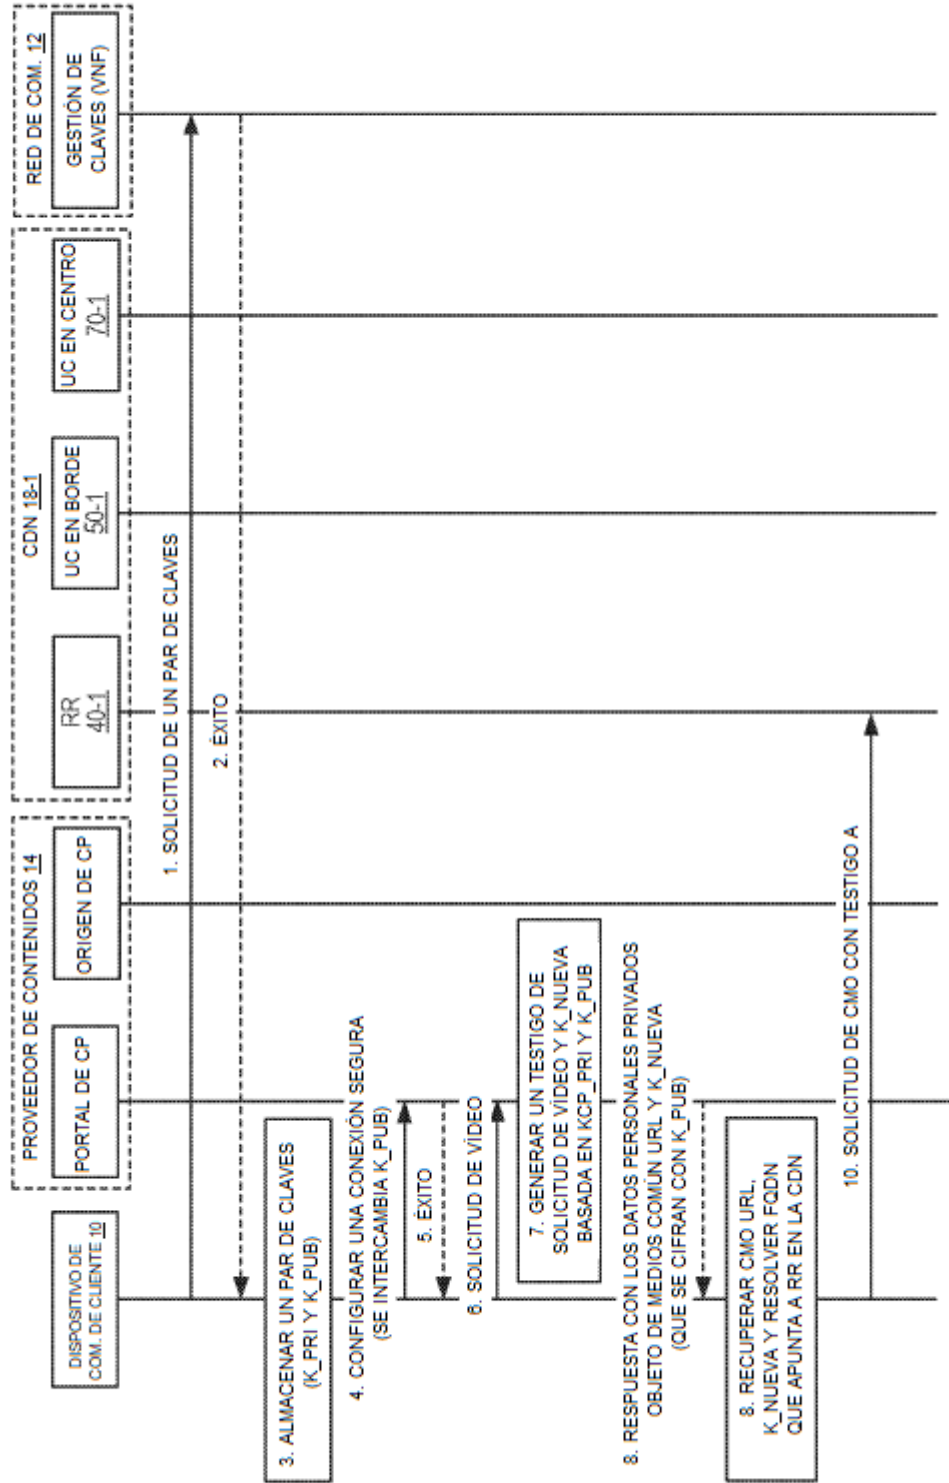 DISPOSITIVO DE
COM. DE CLIENTE 10
PROVEEDOR DE CONTENIDOS 14
PORTAL DE CP
ORIGEN DE CP
CDN 18-1
RR
40-1
UC EN BORDE
50-1
UC EN CENTRO
70-1
RED DE COM. 12
GESTIÓN DE
CLAVES (VNF)
1. SOLICITUD DE UN PAR DE CLAVES
2. ÉXITO
3. ALMACENAR UN PAR DE CLAVES
(K_PRI Y K_PUB)
4. CONFIGURAR UNA CONEXIÓN SEGURA
(SE INTERCAMBIA K_PUB)
5. ÉXITO
6. SOLICITUD DE VÍDEO
7. GENERAR UN TESTIGO DE
SOLICITUD DE VÍDEO Y K_NUEVA
BASADA EN KCP_PRI Y K_PUB
8. RESPUESTA CON LOS DATOS PERSONALES PRIVADOS
OBJETO DE MEDIOS COMÚN URL Y K_NUEVA
(QUE SE CIFRAN CON K_PUB)
8. RECUPERAR CMO URL,
K_NUEVA Y RESOLVER FQDN
QUE APUNTA A RR EN LA CDN
10. SOLICITUD DE CMO CON TESTIGO A